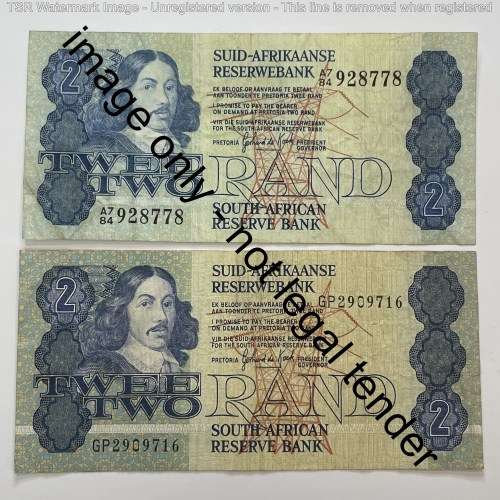 TSR Watermark Image - Unregistered version - This line is removed when registered
image only - not legal tender
2
SUID-AFRIKAANSE
RESERWEBANK
A7
84 928778
EK BELOOF OP AANVRAAG TE BETAAL
AAN TOONDER TE PRETORIA TWEE RAND
I PROMISE TO PAY THE BEARER
ON DEMAND AT PRETORIA TWO RAND
VIR DIE SUID-AFRIKAANSE RESERWEBANK
FOR THE SOUTH AFRICAN RESERVE BANK
PRETORIA PRESIDENT
GOVERNOR
TWEE
TWO RAND
2
A7
84 928778
SOUTH AFRICAN
RESERVE BANK
2
SUID-AFRIKAANSE
RESERWEBANK
GP2909716
EK BELOOF OP AANVRAAG TE BETAAL
AAN TOONDER TE PRETORIA TWEE RAND
I PROMISE TO PAY THE BEARER
ON DEMAND AT PRETORIA TWO RAND
VIR DIE SUID-AFRIKAANSE RESERWEBANK
FOR THE SOUTH AFRICAN RESERVE BANK
PRETORIA PRESIDENT
GOVERNOR
TWEE
TWO RAND
2
GP2909716
SOUTH AFRICAN
RESERVE BANK